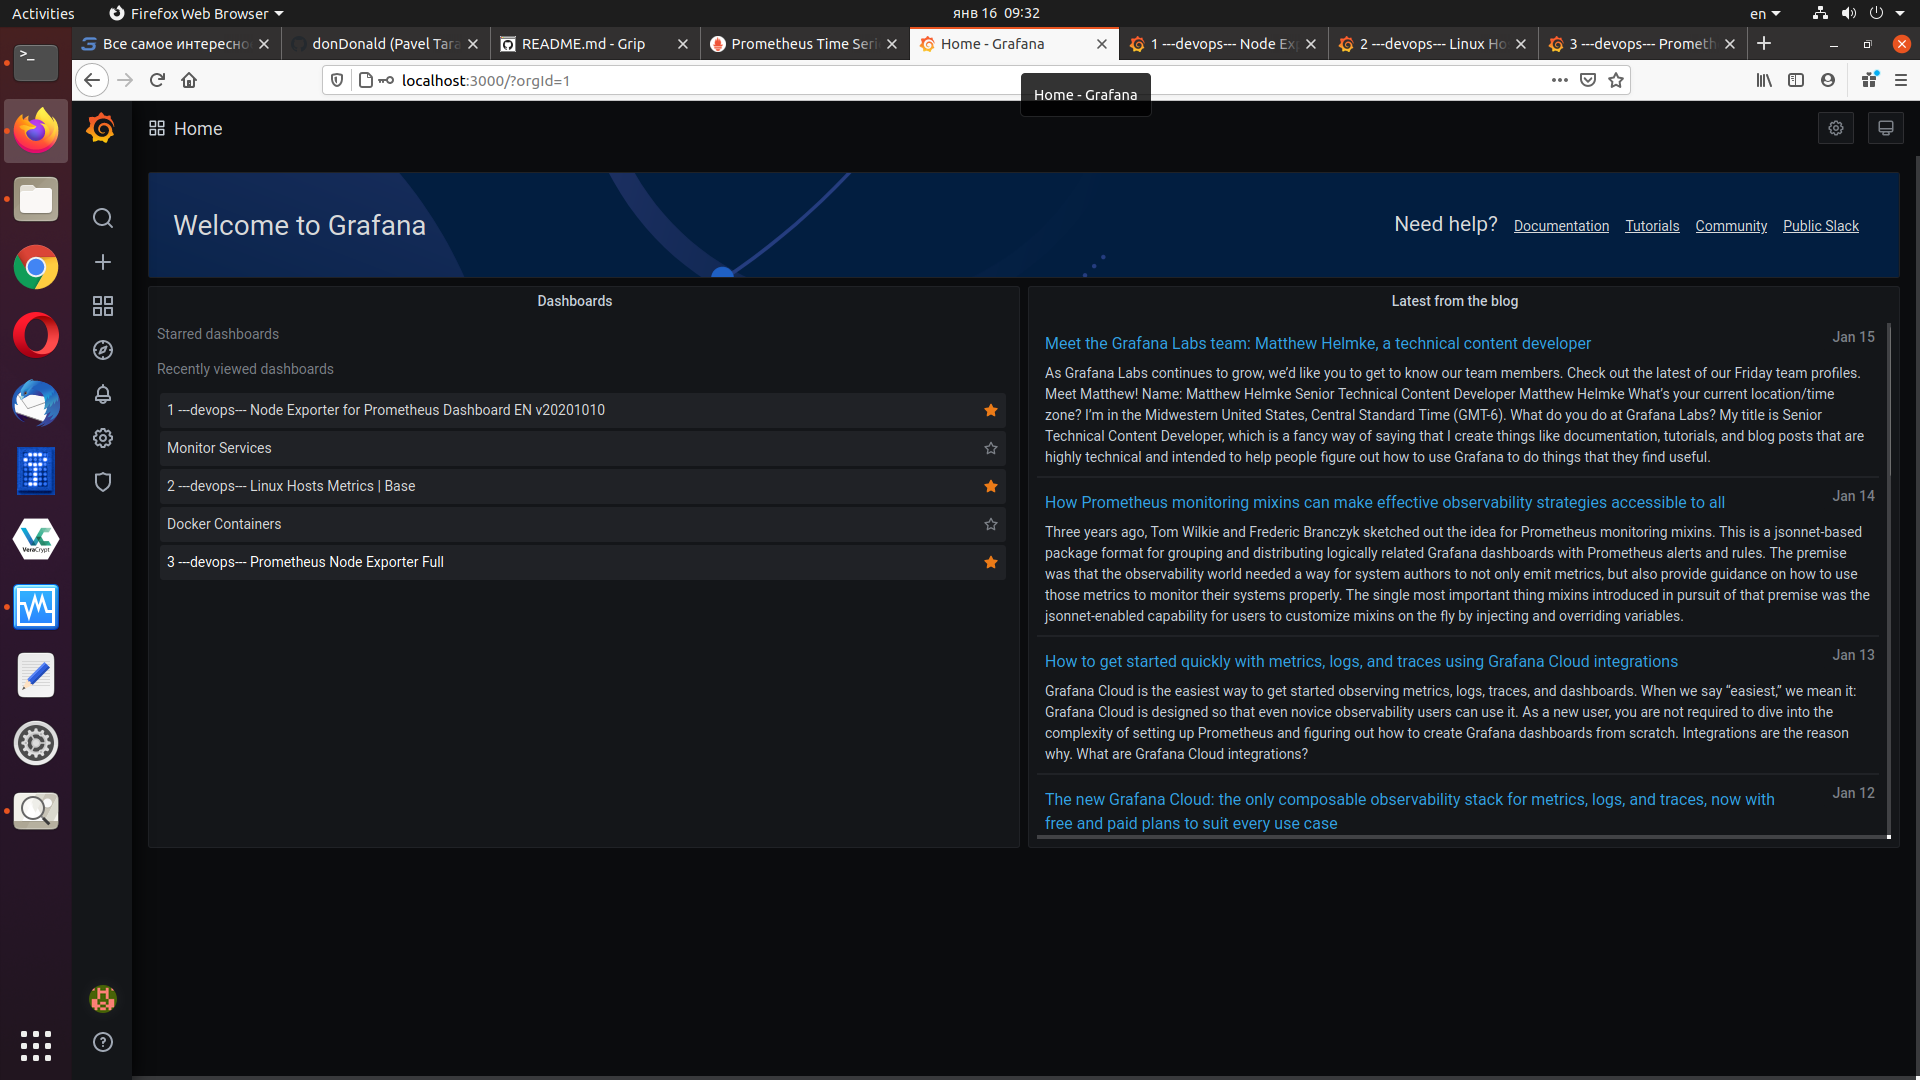 Activities
Firefox Web Browser
янв 16 09:32
en
Все самое интересно
donDonald (Pavel Tara
README.md - Grip
Prometheus Time Seri
Home - Grafana
1 ---devops--- Node Ex
2 ---devops--- Linux Ho
3 ---devops--- Prometh
localhost:3000/?orgId=1
Home - Grafana
Home
Welcome to Grafana
Need help?
Documentation
Tutorials
Community
Public Slack
Dashboards
Starred dashboards
Recently viewed dashboards
1 ---devops--- Node Exporter for Prometheus Dashboard EN v20201010
Monitor Services
2 ---devops--- Linux Hosts Metrics | Base
Docker Containers
3 ---devops--- Prometheus Node Exporter Full
Latest from the blog
Meet the Grafana Labs team: Matthew Helmke, a technical content developer
Jan 15
As Grafana Labs continues to grow, we’d like you to get to know our team members. Check out the latest of our Friday team profiles.
Meet Matthew! Name: Matthew Helmke Senior Technical Content Developer Matthew Helmke What’s your current location/time
zone? I’m in the Midwestern United States, Central Standard Time (GMT-6). What do you do at Grafana Labs? My title is Senior
Technical Content Developer, which is a fancy way of saying that I create things like documentation, tutorials, and blog posts that are
highly technical and intended to help people figure out how to use Grafana to do things that they find useful.
How Prometheus monitoring mixins can make effective observability strategies accessible to all
Jan 14
Three years ago, Tom Wilkie and Frederic Branczyk sketched out the idea for Prometheus monitoring mixins. This is a jsonnet-based
package format for grouping and distributing logically related Grafana dashboards with Prometheus alerts and rules. The premise
was that the observability world needed a way for system authors to not only emit metrics, but also provide guidance on how to use
those metrics to monitor their systems properly. The single most important thing mixins introduced in pursuit of that premise was the
jsonnet-enabled capability for users to customize mixins on the fly by injecting and overriding variables.
How to get started quickly with metrics, logs, and traces using Grafana Cloud integrations
Jan 13
Grafana Cloud is the easiest way to get started observing metrics, logs, traces, and dashboards. When we say “easiest,” we mean it:
Grafana Cloud is designed so that even novice observability users can use it. As a new user, you are not required to dive into the
complexity of setting up Prometheus and figuring out how to create Grafana dashboards from scratch. Integrations are the reason
why. What are Grafana Cloud integrations?
The new Grafana Cloud: the only composable observability stack for metrics, logs, and traces, now with
free and paid plans to suit every use case
Jan 12
VeraCrypt